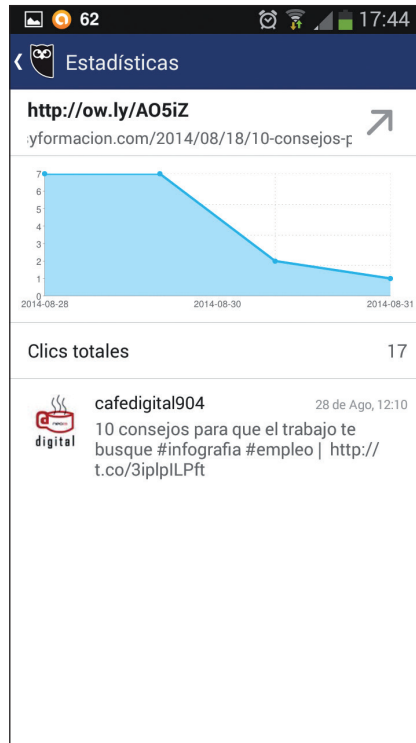 62
17:44
Estadísticas
http://ow.ly/AO5iZ
yformacion.com/2014/08/18/10-consejos-p
7
6
5
4
3
2
1
0
2014-08-28
2014-08-30
2014-08-31
Clics totales
17
cafedigital904
28 de Ago, 12:10
10 consejos para que el trabajo te
busque #infografia #empleo | http://
t.co/3iplpILPft
digital